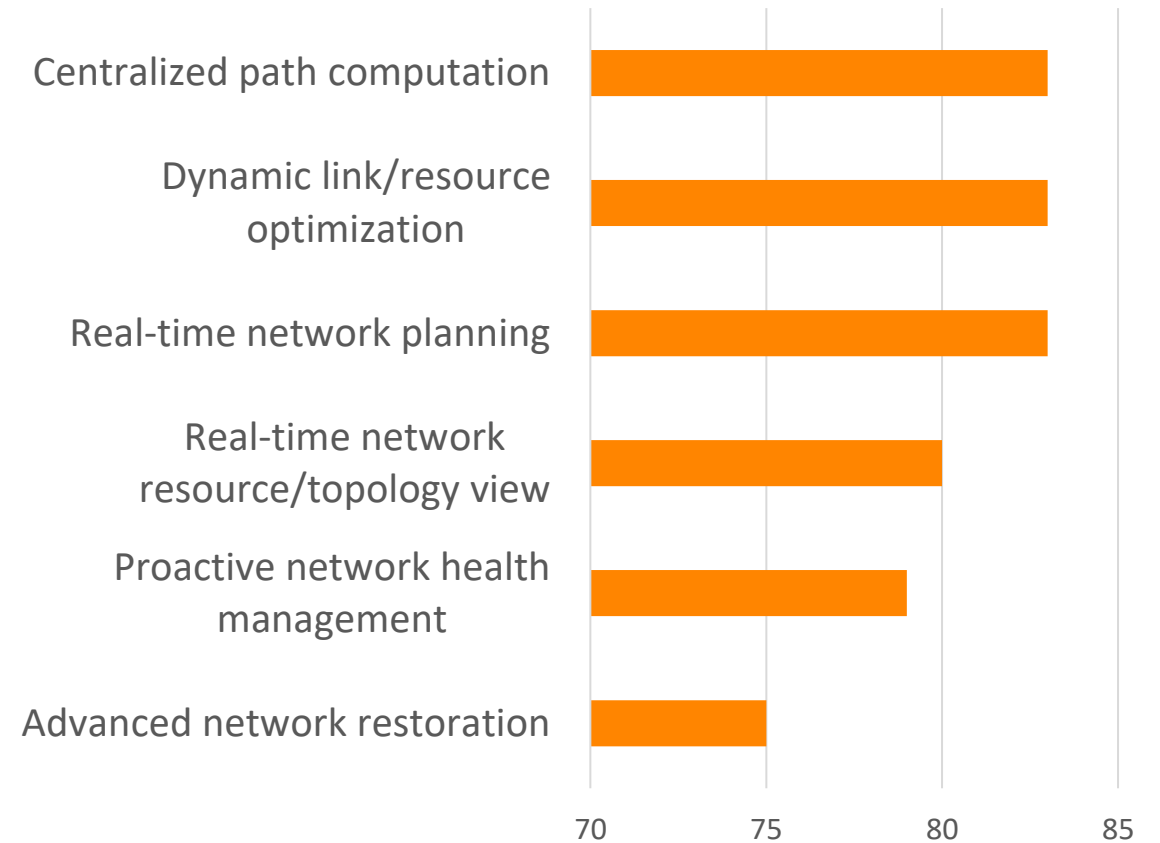 Centralized path computation
Dynamic link/resource
optimization
Real-time network planning
Real-time network
resource/topology view
Proactive network health
management
Advanced network restoration
70 75 80 85